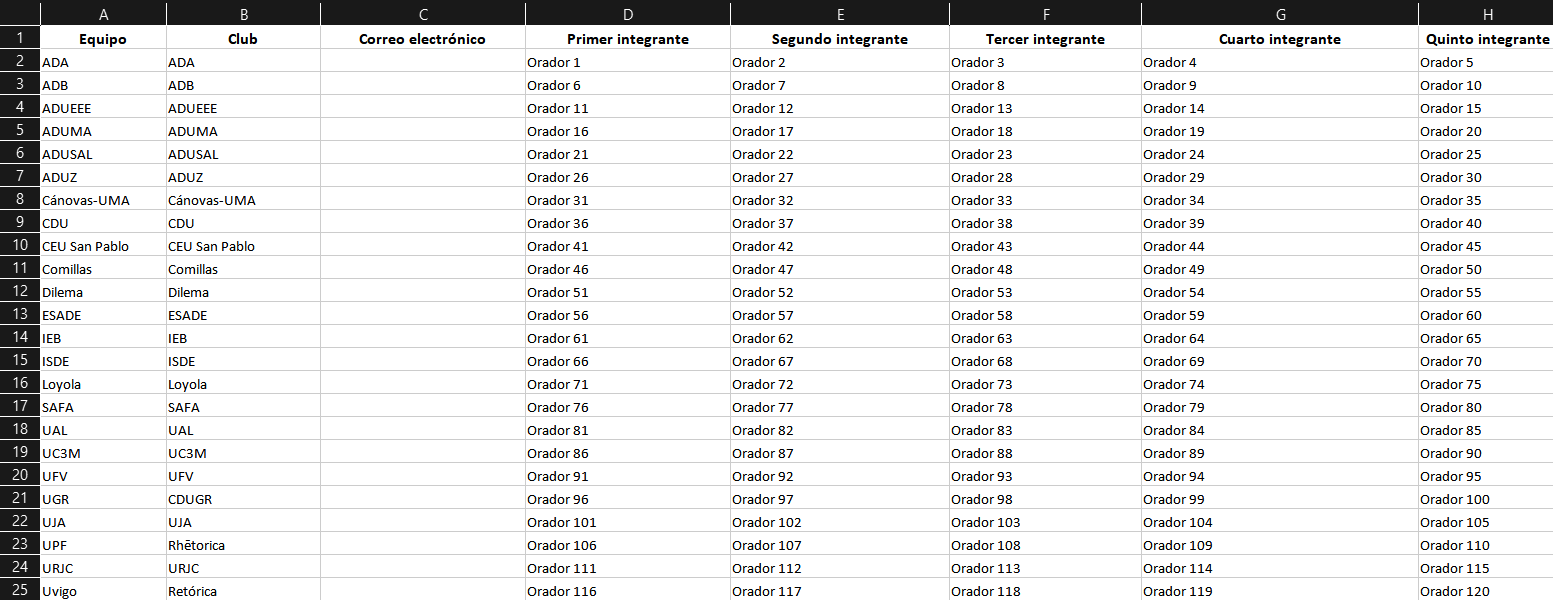 A B C D E F G H
1 Equipo Club Correo electrónico Primer integrante Segundo integrante Tercer integrante Cuarto integrante Quinto integrante
2 ADA ADA Orador 1 Orador 2 Orador 3 Orador 4 Orador 5
3 ADB ADB Orador 6 Orador 7 Orador 8 Orador 9 Orador 10
4 ADUEEE ADUEEE Orador 11 Orador 12 Orador 13 Orador 14 Orador 15
5 ADUMA ADUMA Orador 16 Orador 17 Orador 18 Orador 19 Orador 20
6 ADUSAL ADUSAL Orador 21 Orador 22 Orador 23 Orador 24 Orador 25
7 ADUZ ADUZ Orador 26 Orador 27 Orador 28 Orador 29 Orador 30
8 Cánovas-UMA Cánovas-UMA Orador 31 Orador 32 Orador 33 Orador 34 Orador 35
9 CDU CDU Orador 36 Orador 37 Orador 38 Orador 39 Orador 40
10 CEU San Pablo CEU San Pablo Orador 41 Orador 42 Orador 43 Orador 44 Orador 45
11 Comillas Comillas Orador 46 Orador 47 Orador 48 Orador 49 Orador 50
12 Dilema Dilema Orador 51 Orador 52 Orador 53 Orador 54 Orador 55
13 ESADE ESADE Orador 56 Orador 57 Orador 58 Orador 59 Orador 60
14 IEB IEB Orador 61 Orador 62 Orador 63 Orador 64 Orador 65
15 ISDE ISDE Orador 66 Orador 67 Orador 68 Orador 69 Orador 70
16 Loyola Loyola Orador 71 Orador 72 Orador 73 Orador 74 Orador 75
17 SAFA SAFA Orador 76 Orador 77 Orador 78 Orador 79 Orador 80
18 UAL UAL Orador 81 Orador 82 Orador 83 Orador 84 Orador 85
19 UC3M UC3M Orador 86 Orador 87 Orador 88 Orador 89 Orador 90
20 UFV UFV Orador 91 Orador 92 Orador 93 Orador 94 Orador 95
21 UGR CDUGR Orador 96 Orador 97 Orador 98 Orador 99 Orador 100
22 UJA UJA Orador 101 Orador 102 Orador 103 Orador 104 Orador 105
23 UPF Rhētorica Orador 106 Orador 107 Orador 108 Orador 109 Orador 110
24 URJC URJC Orador 111 Orador 112 Orador 113 Orador 114 Orador 115
25 Uvigo Retórica Orador 116 Orador 117 Orador 118 Orador 119 Orador 120